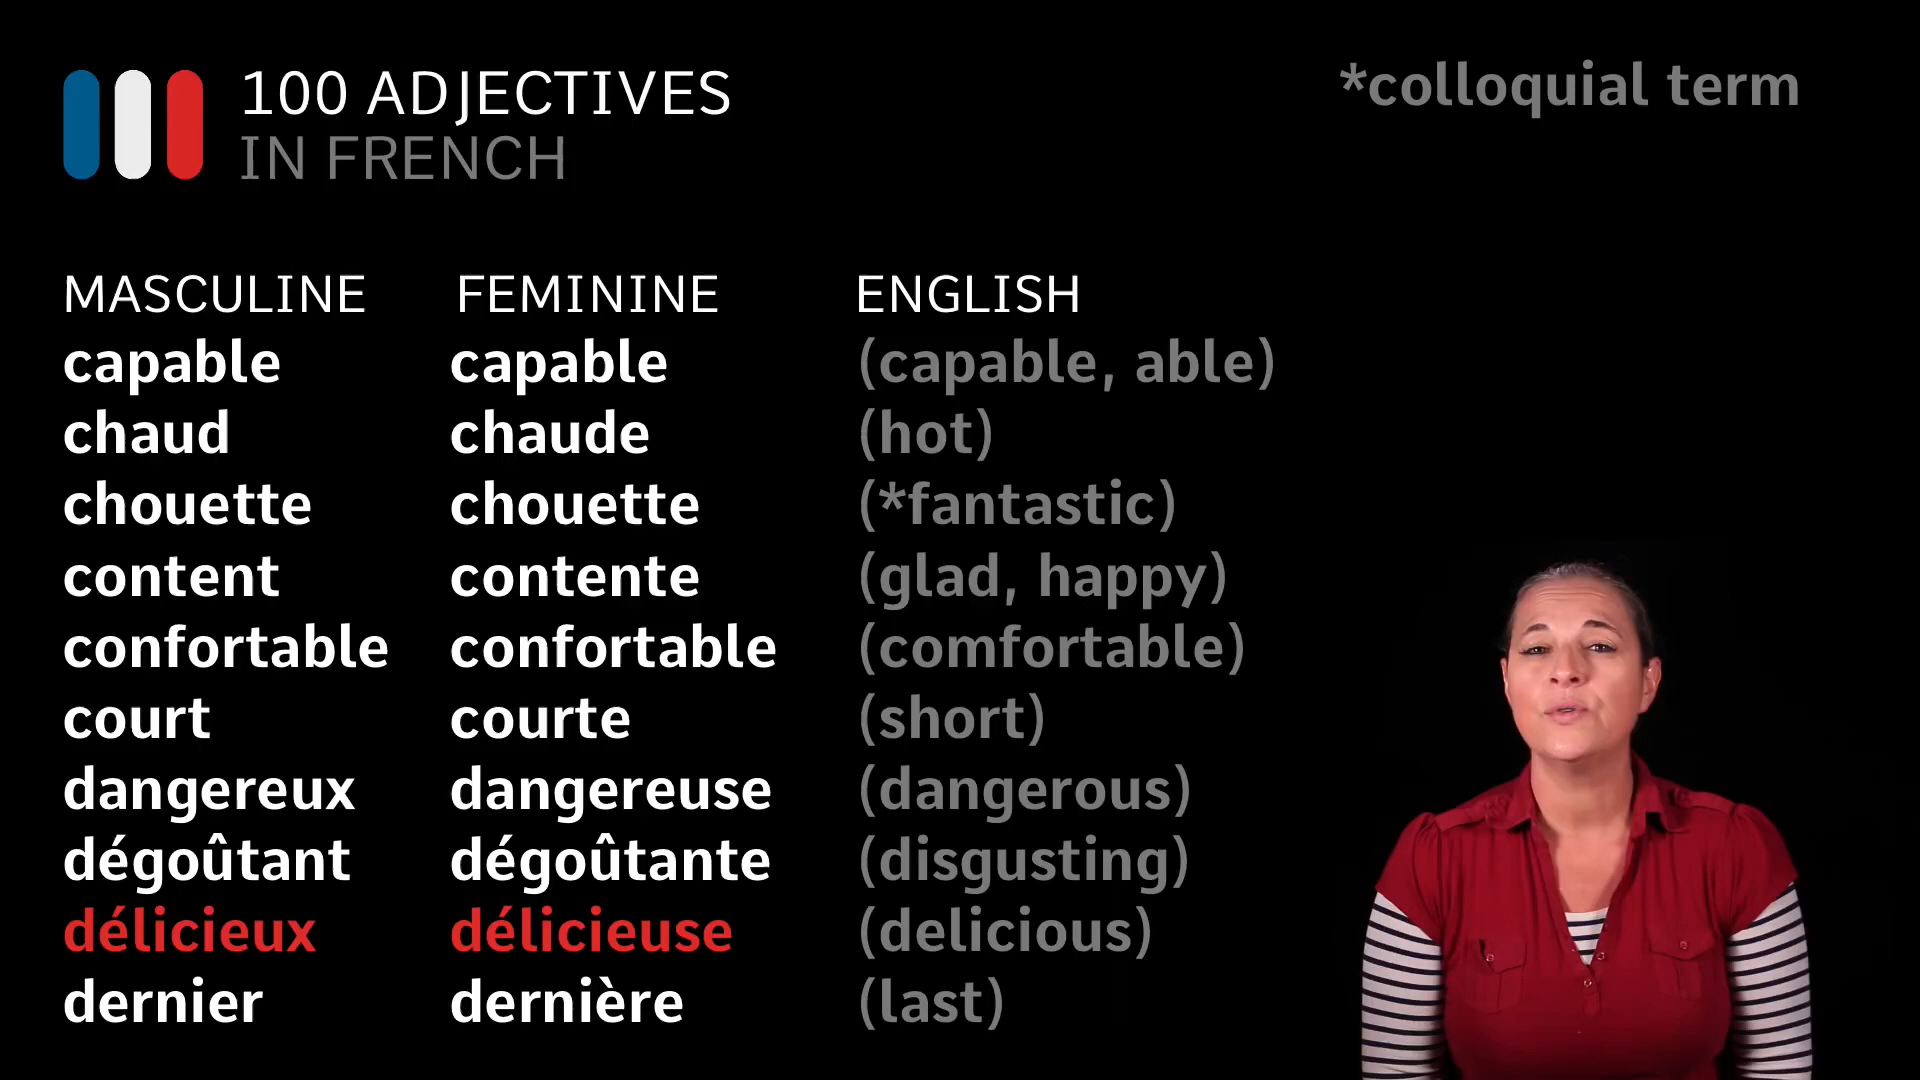 100 ADJECTIVES
IN FRENCH
*colloquial term
MASCULINE FEMININE ENGLISH
capable capable (capable, able)
chaud chaude (hot)
chouette chouette (*fantastic)
content contente (glad, happy)
confortable confortable (comfortable)
court courte (short)
dangereux dangereuse (dangerous)
dégoûtant dégoûtante (disgusting)
délicieux délicieuse (delicious)
dernier dernière (last)